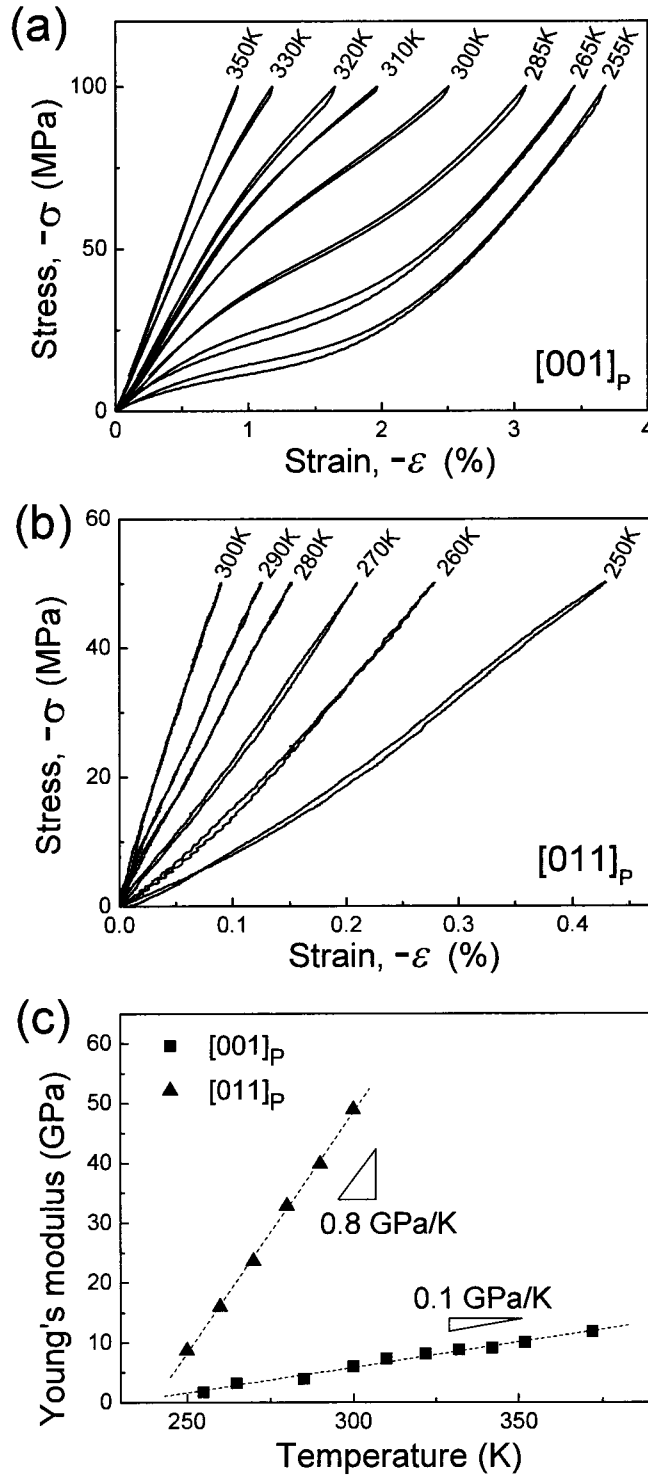 (a)
350K
330K
320K
310K
300K
285K
265K
255K
100
50
0
Stress, -σ (MPa)
[001]P
0 1 2 3 4
Strain, -ε (%)
(b)
300K
290K
280K
270K
260K
250K
60
40
20
0
Stress, -σ (MPa)
[011]P
0.0 0.1 0.2 0.3 0.4
Strain, -ε (%)
(c)
[001]P
[011]P
60
50
40
30
20
10
0
Young's modulus (GPa)
0.8 GPa/K
0.1 GPa/K
250 300 350
Temperature (K)